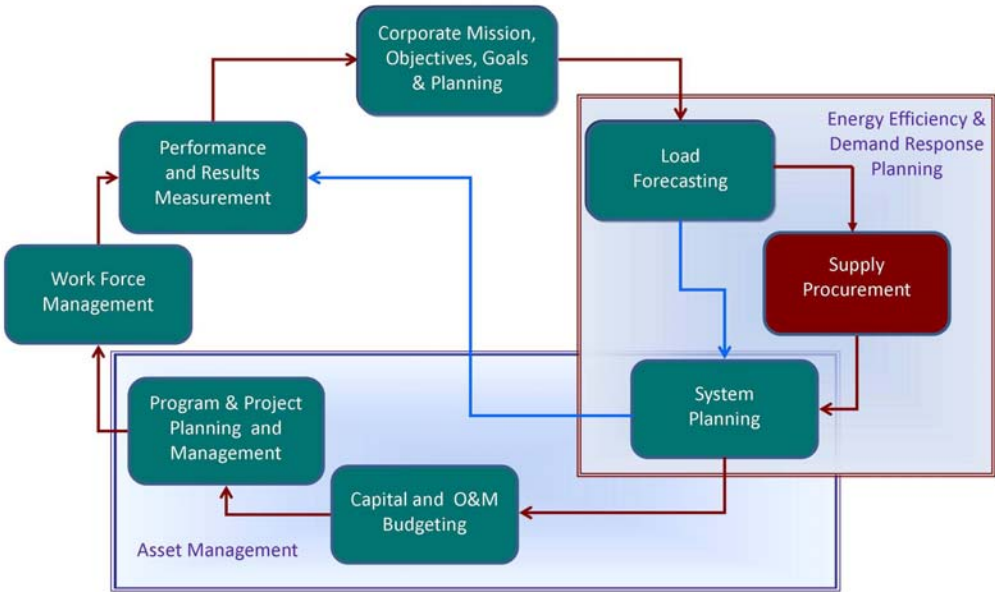 Corporate Mission,
Objectives, Goals
& Planning
Energy Efficiency &
Demand Response
Planning
Load
Forecasting
Performance
and Results
Measurement
Supply
Procurement
Work Force
Management
System
Planning
Program & Project
Planning and
Management
Capital and O&M
Budgeting
Asset Management